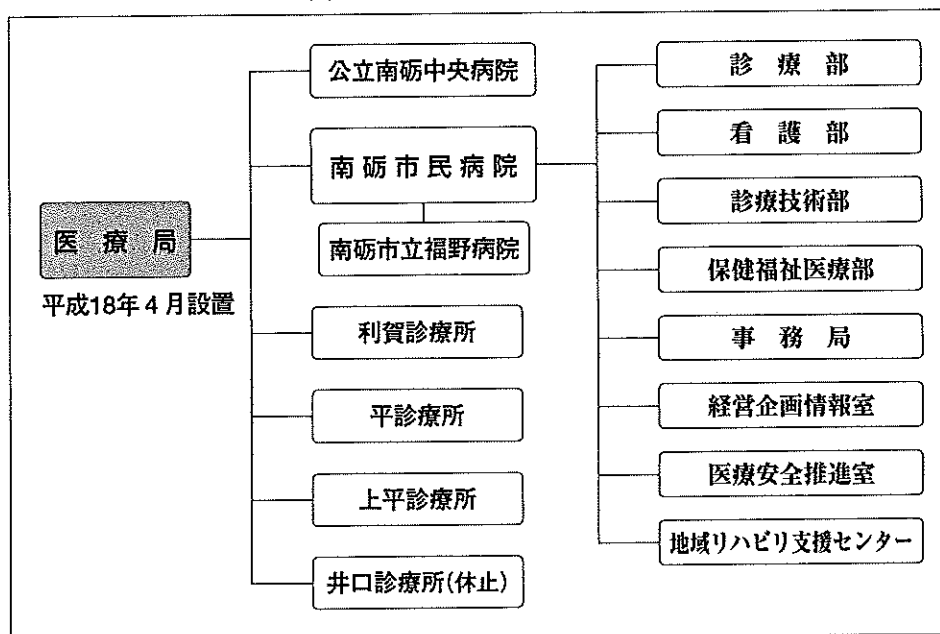 医療局
平成18年4月設置
公立南砺中央病院
南砺市民病院
南砺市立福野病院
利賀診療所
平診療所
上平診療所
井口診療所(休止)
診療部
看護部
診療技術部
保健福祉医療部
事務局
経営企画情報室
医療安全推進室
地域リハビリ支援センター